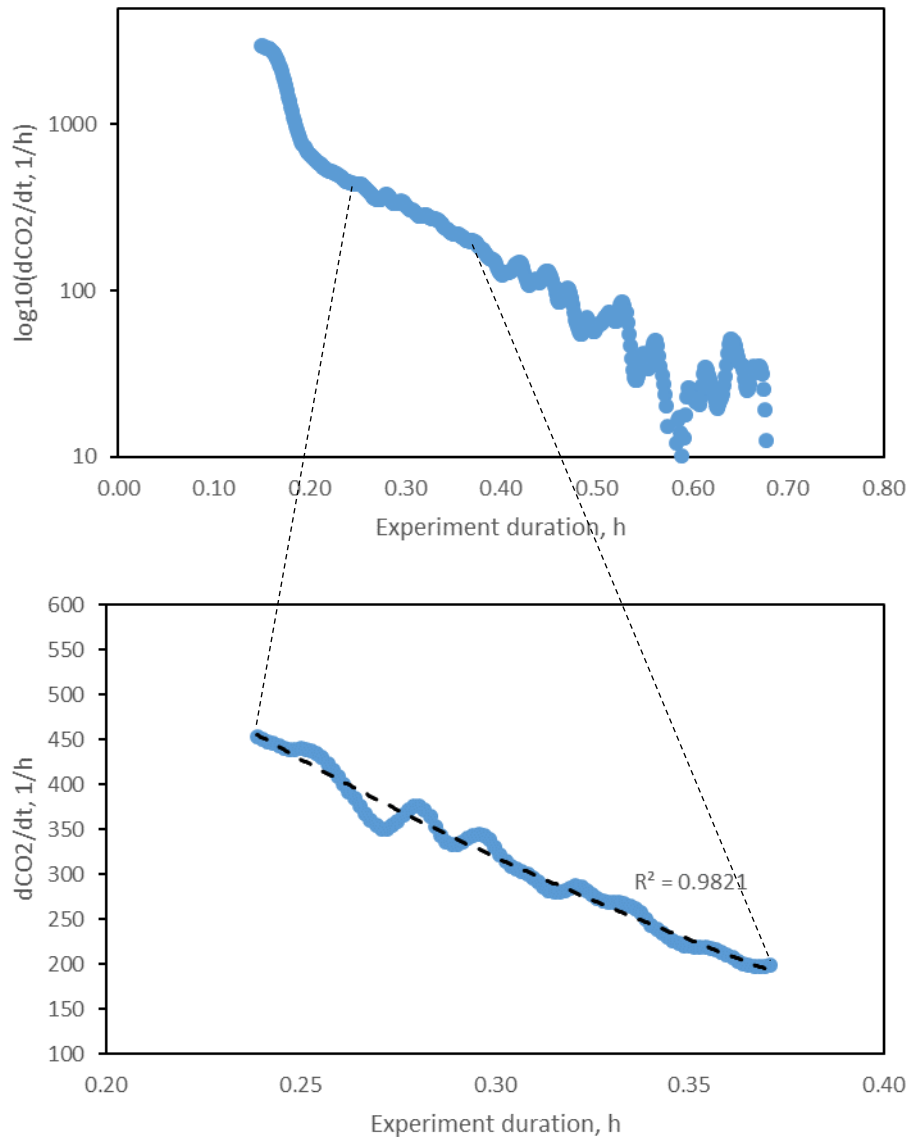 log10(dCO2/dt, 1/h)
1000
100
10
0.00 0.10 0.20 0.30 0.40 0.50 0.60 0.70 0.80
Experiment duration, h
dCO2/dt, 1/h
600
550
500
450
400
350
300
R² = 0.9821
250
200
150
100
0.20 0.25 0.30 0.35 0.40
Experiment duration, h